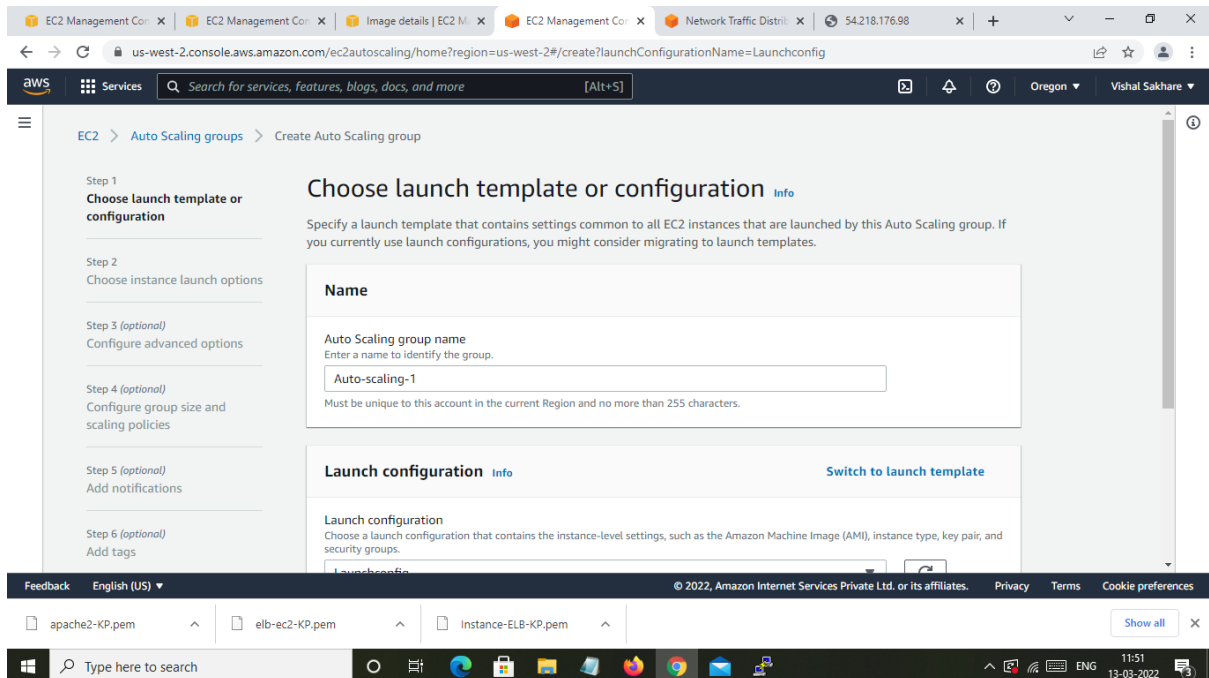 EC2 Management Con
EC2 Management Con
Image details | EC2 M
EC2 Management Con
Network Traffic Distrib
54.218.176.98
us-west-2.console.aws.amazon.com/ec2autoscaling/home?region=us-west-2#/create?launchConfigurationName=Launchconfig
aws
Services
Search for services, features, blogs, docs, and more
[Alt+S]
Oregon ▼
Vishal Sakhare ▼
EC2 > Auto Scaling groups > Create Auto Scaling group
Step 1
Choose launch template or
configuration
Step 2
Choose instance launch options
Step 3 (optional)
Configure advanced options
Step 4 (optional)
Configure group size and
scaling policies
Step 5 (optional)
Add notifications
Step 6 (optional)
Add tags
Choose launch template or configuration Info
Specify a launch template that contains settings common to all EC2 instances that are launched by this Auto Scaling group. If
you currently use launch configurations, you might consider migrating to launch templates.
Name
Auto Scaling group name
Enter a name to identify the group.
Auto-scaling-1
Must be unique to this account in the current Region and no more than 255 characters.
Launch configuration Info
Switch to launch template
Launch configuration
Choose a launch configuration that contains the instance-level settings, such as the Amazon Machine Image (AMI), instance type, key pair, and
security groups.
Launchconfig
Feedback
English (US) ▼
© 2022, Amazon Internet Services Private Ltd. or its affiliates.
Privacy
Terms
Cookie preferences
apache2-KP.pem
elb-ec2-KP.pem
Instance-ELB-KP.pem
Show all
Type here to search
ENG
11:51
13-03-2022
3